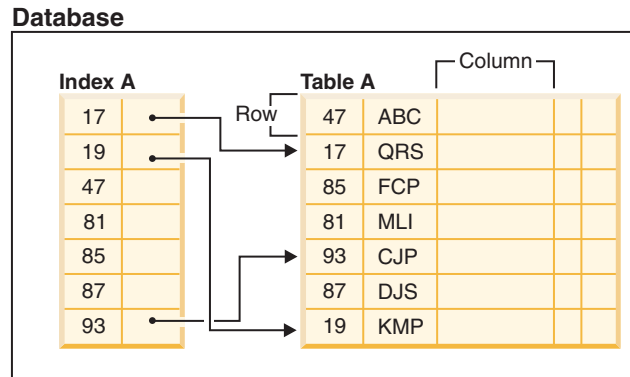 Database
Column
Index A
Table A
Row
17
19
47
81
85
87
93
47 ABC
17 QRS
85 FCP
81 MLI
93 CJP
87 DJS
19 KMP